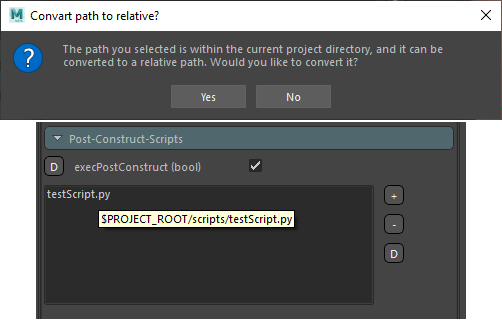 Convart path to relative?
The path you selected is within the current project directory, and it can be
converted to a relative path. Would you like to convert it?
Yes
No
Post-Construct-Scripts
D
execPostConstruct (bool)
testScript.py
$PROJECT_ROOT/scripts/testScript.py
+
-
D